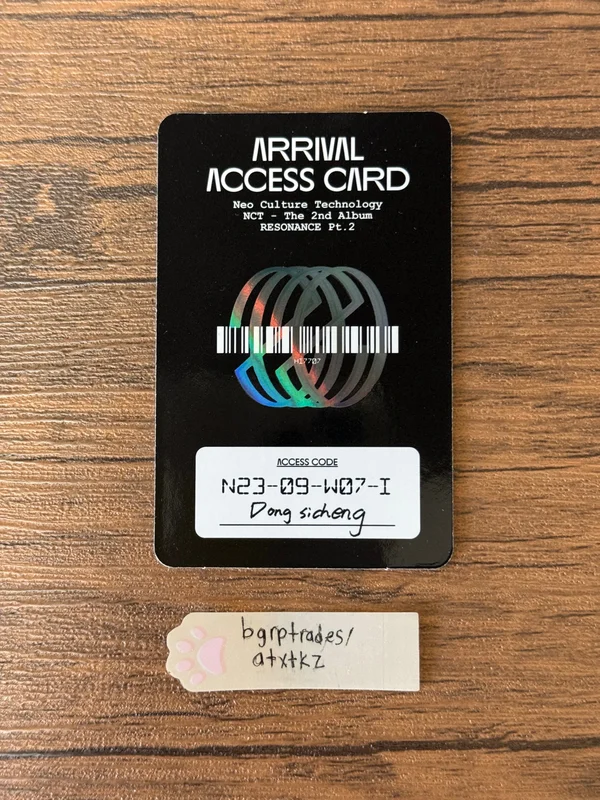 ARRIVAL
ACCESS CARD
Neo Culture Technology
NCT - The 2nd Album
RESONANCE Pt.2
H17707
ACCESS CODE
N23-09-W07-I
Dong sicheng
bgrptrades/
atxtkz